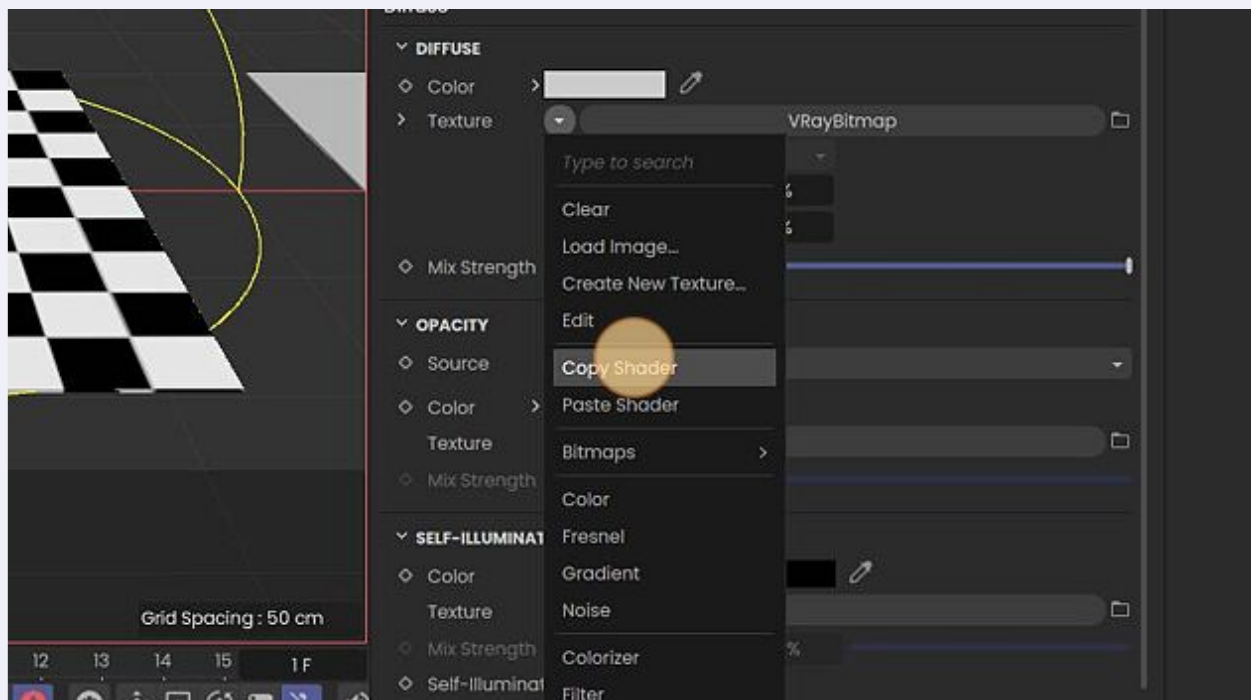 DIFFUSE
Color
Texture
VRayBitmap
Type to search
%
%
Clear
Load Image...
Create New Texture...
Edit
Mix Strength
OPACITY
Source
Copy Shader
Color
Paste Shader
Texture
Bitmaps
Mix Strength
Color
SELF-ILLUMINAT
Fresnel
Color
Gradient
Texture
Noise
Mix Strength
%
Colorizer
Self-Illuminat
Filter
Grid Spacing : 50 cm
12 13 14 15 1 F